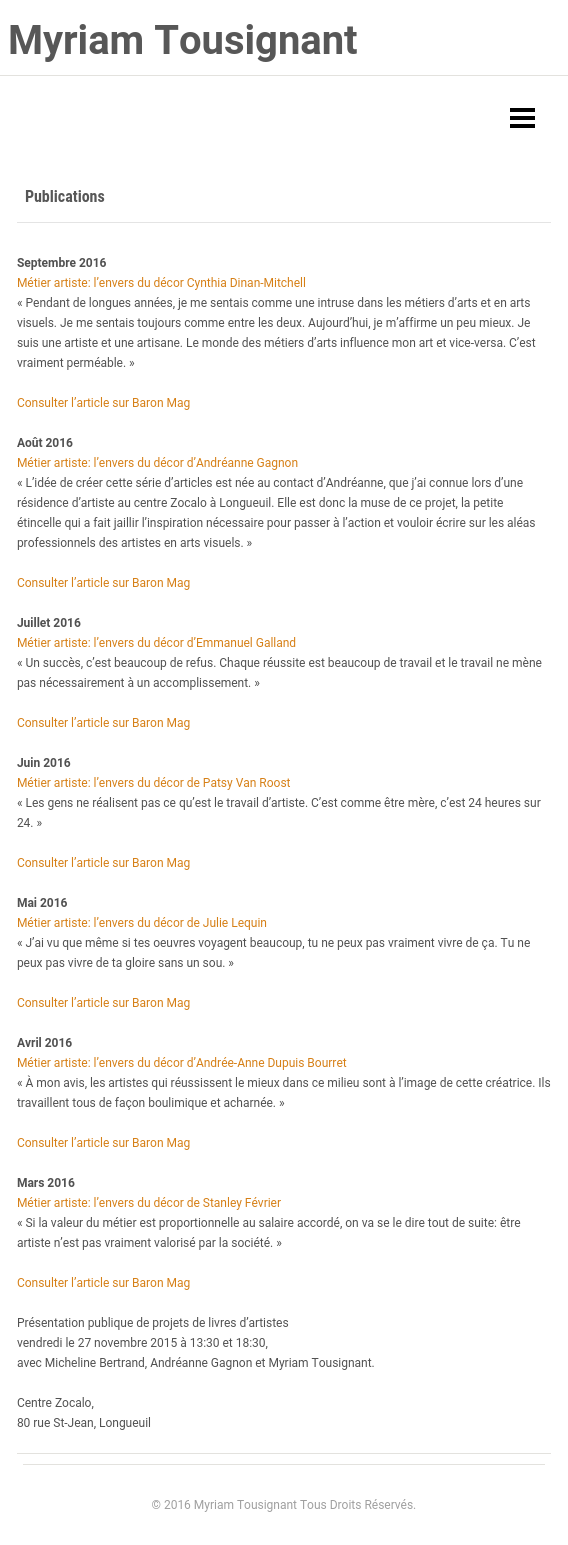 Myriam Tousignant
Publications
Septembre 2016
Métier artiste: l’envers du décor Cynthia Dinan-Mitchell
« Pendant de longues années, je me sentais comme une intruse dans les métiers d’arts et en arts
visuels. Je me sentais toujours comme entre les deux. Aujourd’hui, je m’affirme un peu mieux. Je
suis une artiste et une artisane. Le monde des métiers d’arts influence mon art et vice-versa. C’est
vraiment perméable. »
Consulter l’article sur Baron Mag
Août 2016
Métier artiste: l’envers du décor d’Andréanne Gagnon
« L’idée de créer cette série d’articles est née au contact d’Andréanne, que j’ai connue lors d’une
résidence d’artiste au centre Zocalo à Longueuil. Elle est donc la muse de ce projet, la petite
étincelle qui a fait jaillir l’inspiration nécessaire pour passer à l’action et vouloir écrire sur les aléas
professionnels des artistes en arts visuels. »
Consulter l’article sur Baron Mag
Juillet 2016
Métier artiste: l’envers du décor d’Emmanuel Galland
« Un succès, c’est beaucoup de refus. Chaque réussite est beaucoup de travail et le travail ne mène
pas nécessairement à un accomplissement. »
Consulter l’article sur Baron Mag
Juin 2016
Métier artiste: l’envers du décor de Patsy Van Roost
« Les gens ne réalisent pas ce qu’est le travail d’artiste. C’est comme être mère, c’est 24 heures sur
24. »
Consulter l’article sur Baron Mag
Mai 2016
Métier artiste: l’envers du décor de Julie Lequin
« J’ai vu que même si tes oeuvres voyagent beaucoup, tu ne peux pas vraiment vivre de ça. Tu ne
peux pas vivre de ta gloire sans un sou. »
Consulter l’article sur Baron Mag
Avril 2016
Métier artiste: l’envers du décor d’Andrée-Anne Dupuis Bourret
« À mon avis, les artistes qui réussissent le mieux dans ce milieu sont à l’image de cette créatrice. Ils
travaillent tous de façon boulimique et acharnée. »
Consulter l’article sur Baron Mag
Mars 2016
Métier artiste: l’envers du décor de Stanley Février
« Si la valeur du métier est proportionnelle au salaire accordé, on va se le dire tout de suite: être
artiste n’est pas vraiment valorisé par la société. »
Consulter l’article sur Baron Mag
Présentation publique de projets de livres d’artistes
vendredi le 27 novembre 2015 à 13:30 et 18:30,
avec Micheline Bertrand, Andréanne Gagnon et Myriam Tousignant.
Centre Zocalo,
80 rue St-Jean, Longueuil
© 2016 Myriam Tousignant Tous Droits Réservés.